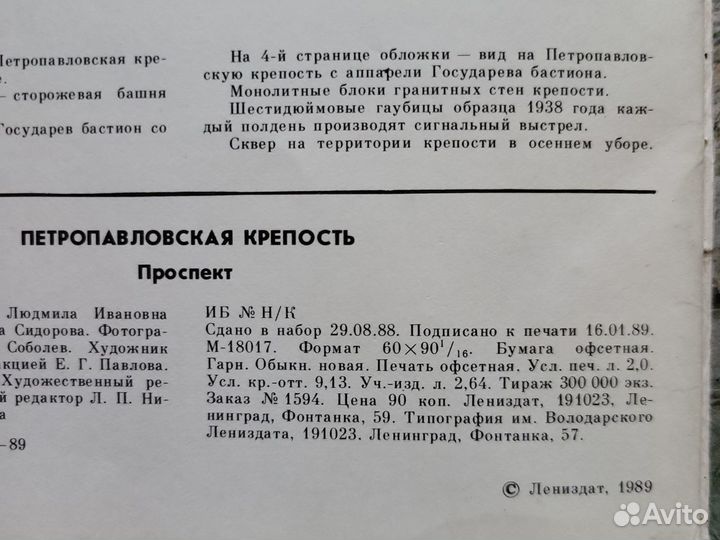 Петропавловская кре-
е.
— сторожевая башня
Государев бастион со
На 4-й странице обложки — вид на Петропавлов-
скую крепость с аппарели Государева бастиона.
Монолитные блоки гранитных стен крепости.
Шестидюймовые гаубицы образца 1938 года каж-
дый полдень производят сигнальный выстрел.
Сквер на территории крепости в осеннем уборе.
ПЕТРОПАВЛОВСКАЯ КРЕПОСТЬ
Проспект
Людмила Ивановна
а Сидорова. Фотогра-
Соболев. Художник
акцией Е. Г. Павлова.
Художественный ре-
й редактор Л. П. Ни-
а
-89
ИБ № Н/К
Сдано в набор 29.08.88. Подписано к печати 16.01.89.
М-18017. Формат 60×90¹/₁₆. Бумага офсетная.
Гарн. Обыкн. новая. Печать офсетная. Усл. печ. л. 2,0.
Усл. кр.-отт. 9,13. Уч.-изд. л. 2,64. Тираж 300 000 экз.
Заказ № 1594. Цена 90 коп. Лениздат, 191023, Ле-
нинград, Фонтанка, 59. Типография им. Володарского
Лениздата, 191023. Ленинград, Фонтанка, 57.
© Лениздат, 1989
Avito